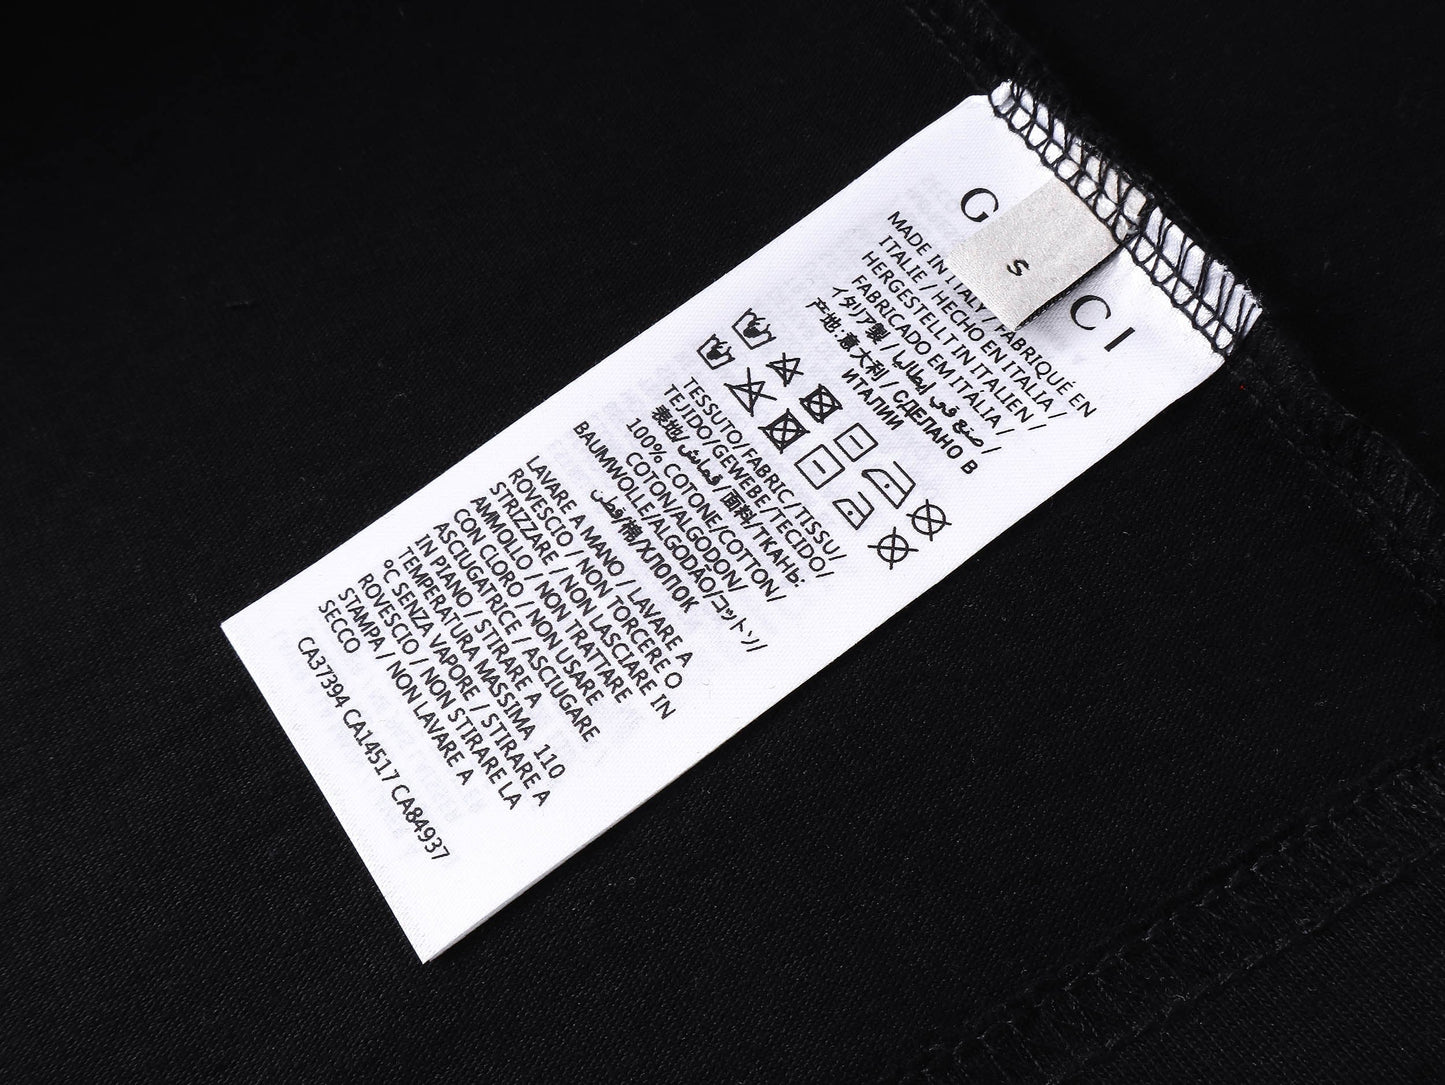 G CI
S
MADE IN ITALY / FABRIQUÉ EN
ITALIE / HECHO EN ITALIA /
HERGESTELLT IN ITALIEN /
FABRICADO EM ITÁLIA /
イタリア製 / صنع في إيطاليا /
产地:意大利 / СДЕЛАНО В
ИТАЛИИ
TESSUTO/FABRIC/TISSU/
TEJIDO/GEWEBE/TECIDO/
表地/قماش/面料/ТКАНЬ:
100% COTONE/COTTON/
COTON/ALGODON/
BAUMWOLLE/ALGODAO/コットン/
قطن/棉/ХЛОПОК
LAVARE A MANO / LAVARE A
ROVESCIO / NON TORCERE O
STRIZZARE / NON LASCIARE IN
AMMOLLO / NON TRATTARE
CON CLORO / NON USARE
ASCIUGATRICE / ASCIUGARE
IN PIANO / STIRARE A
TEMPERATURA MASSIMA 110
°C SENZA VAPORE / STIRARE A
ROVESCIO / NON STIRARE LA
STAMPA / NON LAVARE A
SECCO
CA37394 CA14517 CA84937